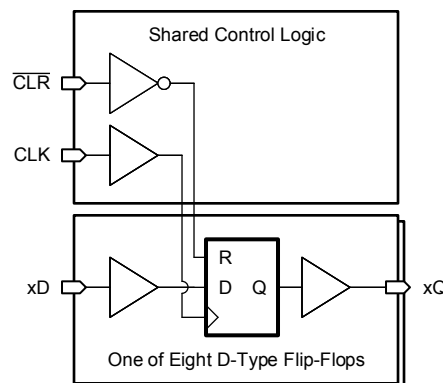 Shared Control Logic
CLR
CLK
R
xD
D Q
xQ
One of Eight D-Type Flip-Flops